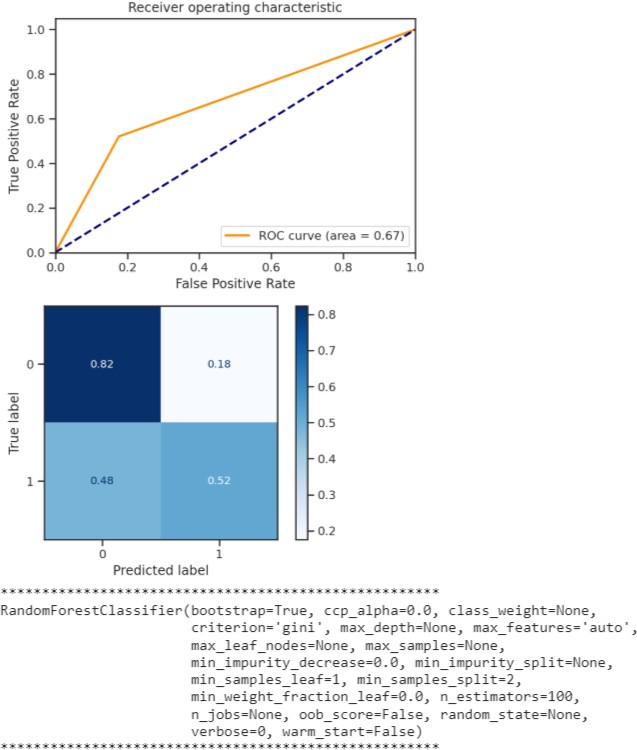 Receiver operating characteristic
True Positive Rate
1.0
0.8
0.6
0.4
0.2
0.0
ROC curve (area = 0.67)
0.0 0.2 0.4 0.6 0.8 1.0
False Positive Rate
True label
0
0.82 0.18
1
0.48 0.52
0 1
Predicted label
0.8
0.7
0.6
0.5
0.4
0.3
0.2
*****************************************************
RandomForestClassifier(bootstrap=True, ccp_alpha=0.0, class_weight=None,
criterion='gini', max_depth=None, max_features='auto',
max_leaf_nodes=None, max_samples=None,
min_impurity_decrease=0.0, min_impurity_split=None,
min_samples_leaf=1, min_samples_split=2,
min_weight_fraction_leaf=0.0, n_estimators=100,
n_jobs=None, oob_score=False, random_state=None,
verbose=0, warm_start=False)
*****************************************************